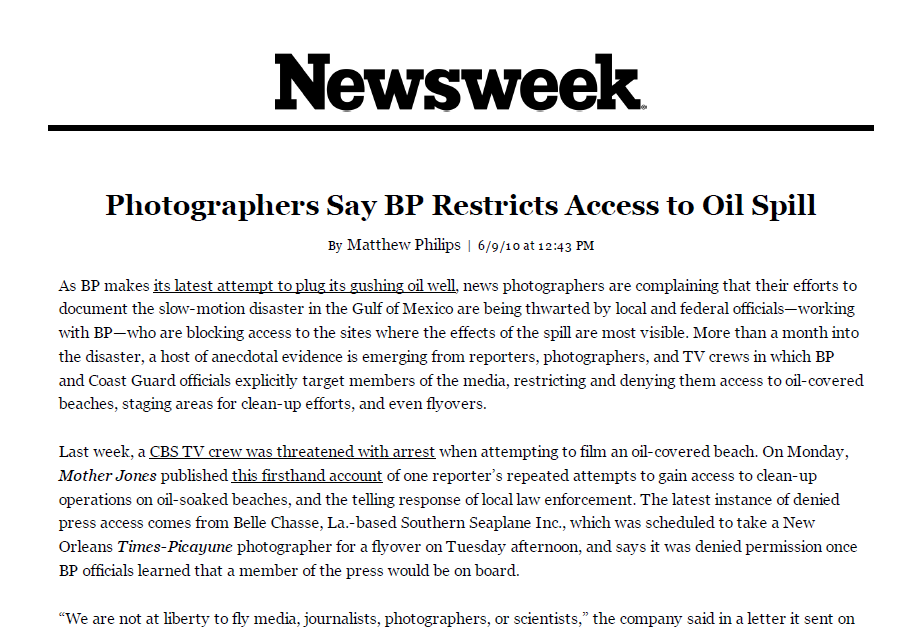 Newsweek
Photographers Say BP Restricts Access to Oil Spill
By Matthew Philips | 6/9/10 at 12:43 PM
As BP makes its latest attempt to plug its gushing oil well, news photographers are complaining that their efforts to
document the slow-motion disaster in the Gulf of Mexico are being thwarted by local and federal officials—working
with BP—who are blocking access to the sites where the effects of the spill are most visible. More than a month into
the disaster, a host of anecdotal evidence is emerging from reporters, photographers, and TV crews in which BP
and Coast Guard officials explicitly target members of the media, restricting and denying them access to oil-covered
beaches, staging areas for clean-up efforts, and even flyovers.
Last week, a CBS TV crew was threatened with arrest when attempting to film an oil-covered beach. On Monday,
Mother Jones published this firsthand account of one reporter’s repeated attempts to gain access to clean-up
operations on oil-soaked beaches, and the telling response of local law enforcement. The latest instance of denied
press access comes from Belle Chasse, La.-based Southern Seaplane Inc., which was scheduled to take a New
Orleans Times-Picayune photographer for a flyover on Tuesday afternoon, and says it was denied permission once
BP officials learned that a member of the press would be on board.
“We are not at liberty to fly media, journalists, photographers, or scientists,” the company said in a letter it sent on